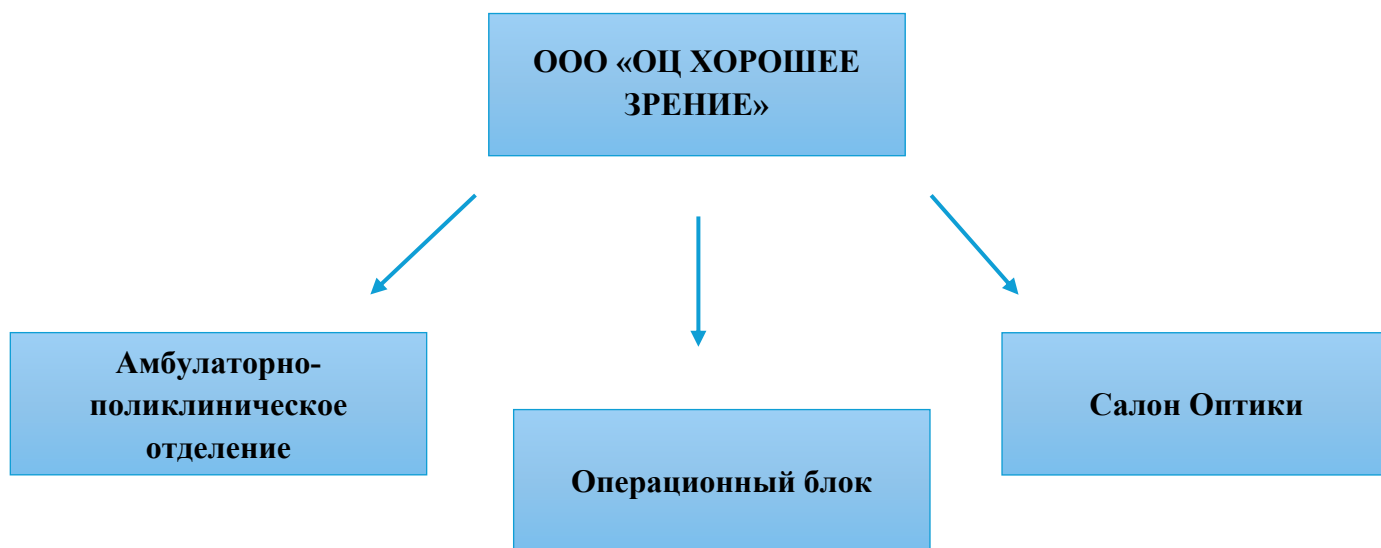 ООО «ОЦ ХОРОШЕЕ
ЗРЕНИЕ»
Амбулаторно-
поликлиническое
отделение
Операционный блок
Салон Оптики